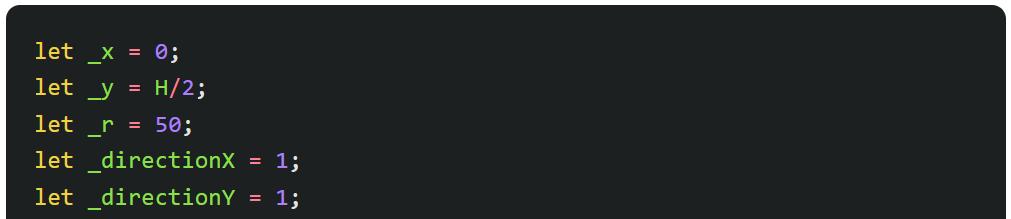 let _x = 0;
let _y = H/2;
let _r = 50;
let _directionX = 1;
let _directionY = 1;